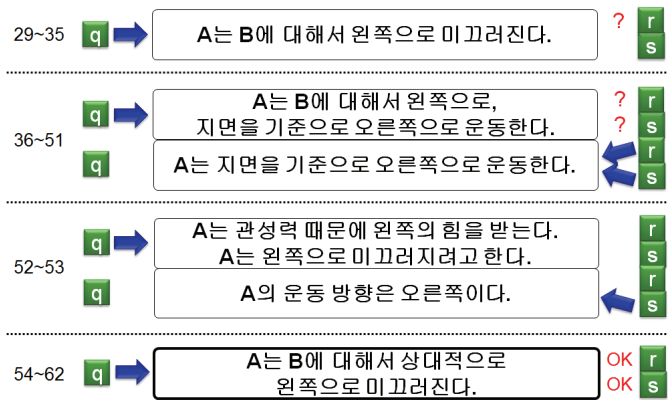 29~35 q A는 B에 대해서 왼쪽으로 미끄러진다. ? r
s
q A는 B에 대해서 왼쪽으로, ? r
지면을 기준으로 오른쪽으로 운동한다. ? s
36~51
q A는 지면을 기준으로 오른쪽으로 운동한다. r
s
q A는 관성력 때문에 왼쪽의 힘을 받는다. r
A는 왼쪽으로 미끄러지려고 한다. s
52~53
q A의 운동 방향은 오른쪽이다. r
s
54~62 q A는 B에 대해서 상대적으로 OK r
왼쪽으로 미끄러진다. OK s